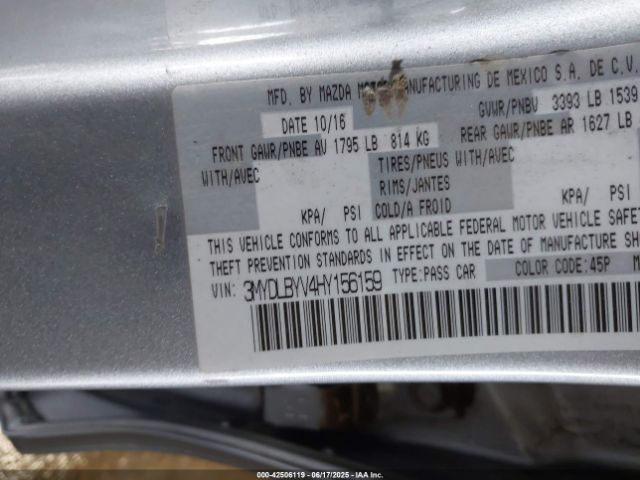 MFD. BY MAZDA MANUFACTURING DE MEXICO S.A. DE C.V.
DATE 10/16 GVWR/PNBV 3393 LB 1539
FRONT GAWR/PNBE AV 1795 LB 814 KG REAR GAWR/PNBE AR 1627 LB
WITH/AVEC TIRES/PNEUS WITH/AVEC
RIMS/JANTES
KPA/ PSI COLD/A FROID KPA/ PSI
THIS VEHICLE CONFORMS TO ALL APPLICABLE FEDERAL MOTOR VEHICLE SAFET
THEFT PREVENTION STANDARDS IN EFFECT ON THE DATE OF MANUFACTURE SH
VIN: 3MYDLBYV4HY156159 TYPE:PASS CAR COLOR CODE:45P M
000-42506119 - 06/17/2025 - IAA Inc.